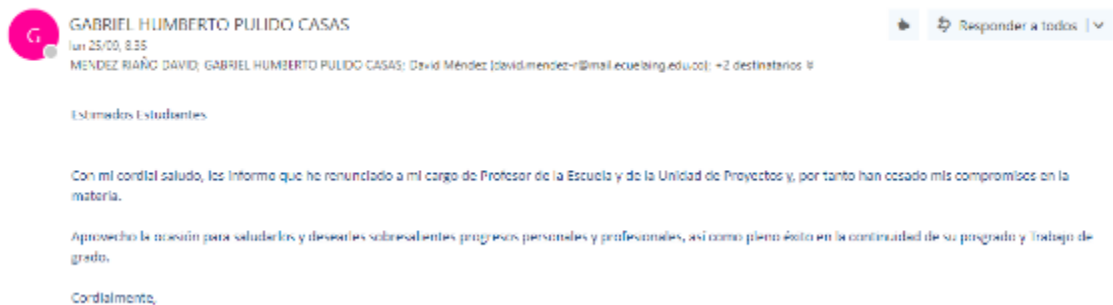 G
GABRIEL HUMBERTO PULIDO CASAS
Responder a todos
lun 25/09, 8:35
MENDEZ RIAÑO DAVID; GABRIEL HUMBERTO PULIDO CASAS; David Méndez (david.mendez-r@mail.ecuelaing.edu.co); +2 destinatarios
Estimados Estudiantes
Con mi cordial saludo, les informo que he renunciado a mi cargo de Profesor de la Escuela y de la Unidad de Proyectos y, por tanto han cesado mis compromisos en la
materia.
Aprovecho la ocasión para saludarlos y desearles sobresalientes progresos personales y profesionales, así como pleno éxito en la continuidad de su posgrado y Trabajo de
grado.
Cordialmente,